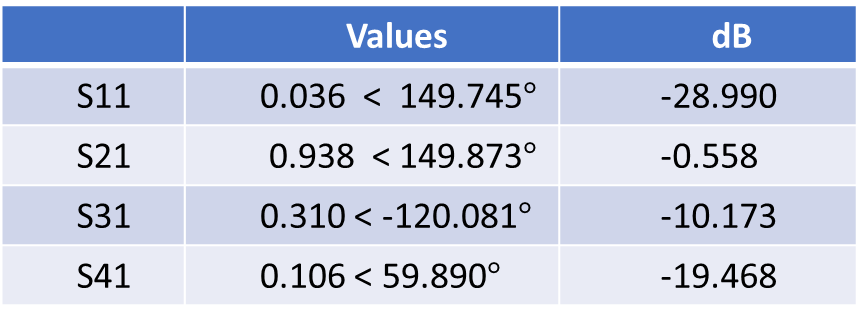 Values dB
S11 0.036 < 149.745° -28.990
S21 0.938 < 149.873° -0.558
S31 0.310 < -120.081° -10.173
S41 0.106 < 59.890° -19.468